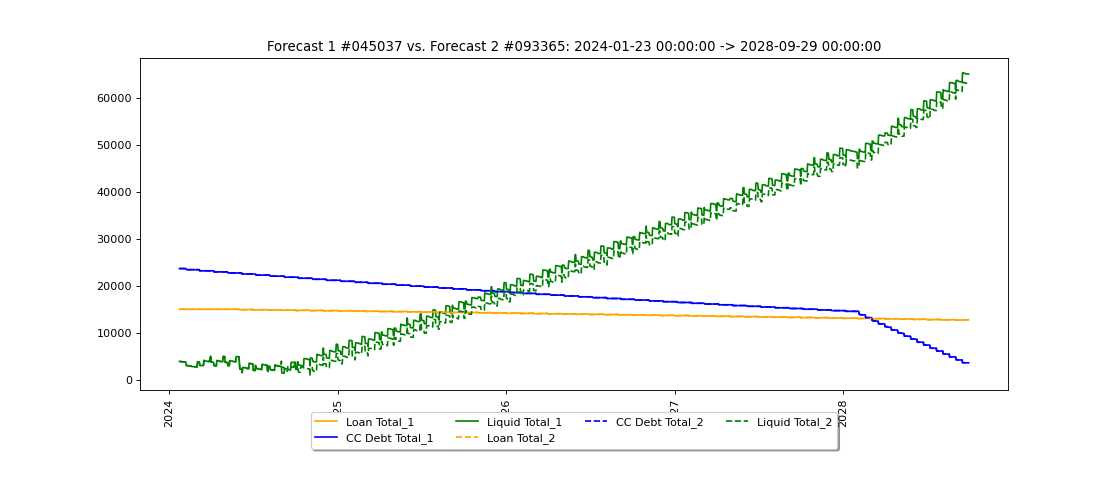 Forecast 1 #045037 vs. Forecast 2 #093365: 2024-01-23 00:00:00 -> 2028-09-29 00:00:00
60000
50000
40000
30000
20000
10000
0
2024
25
26
27
2028
Loan Total_1
Liquid Total_1
CC Debt Total_2
Liquid Total_2
CC Debt Total_1
Loan Total_2